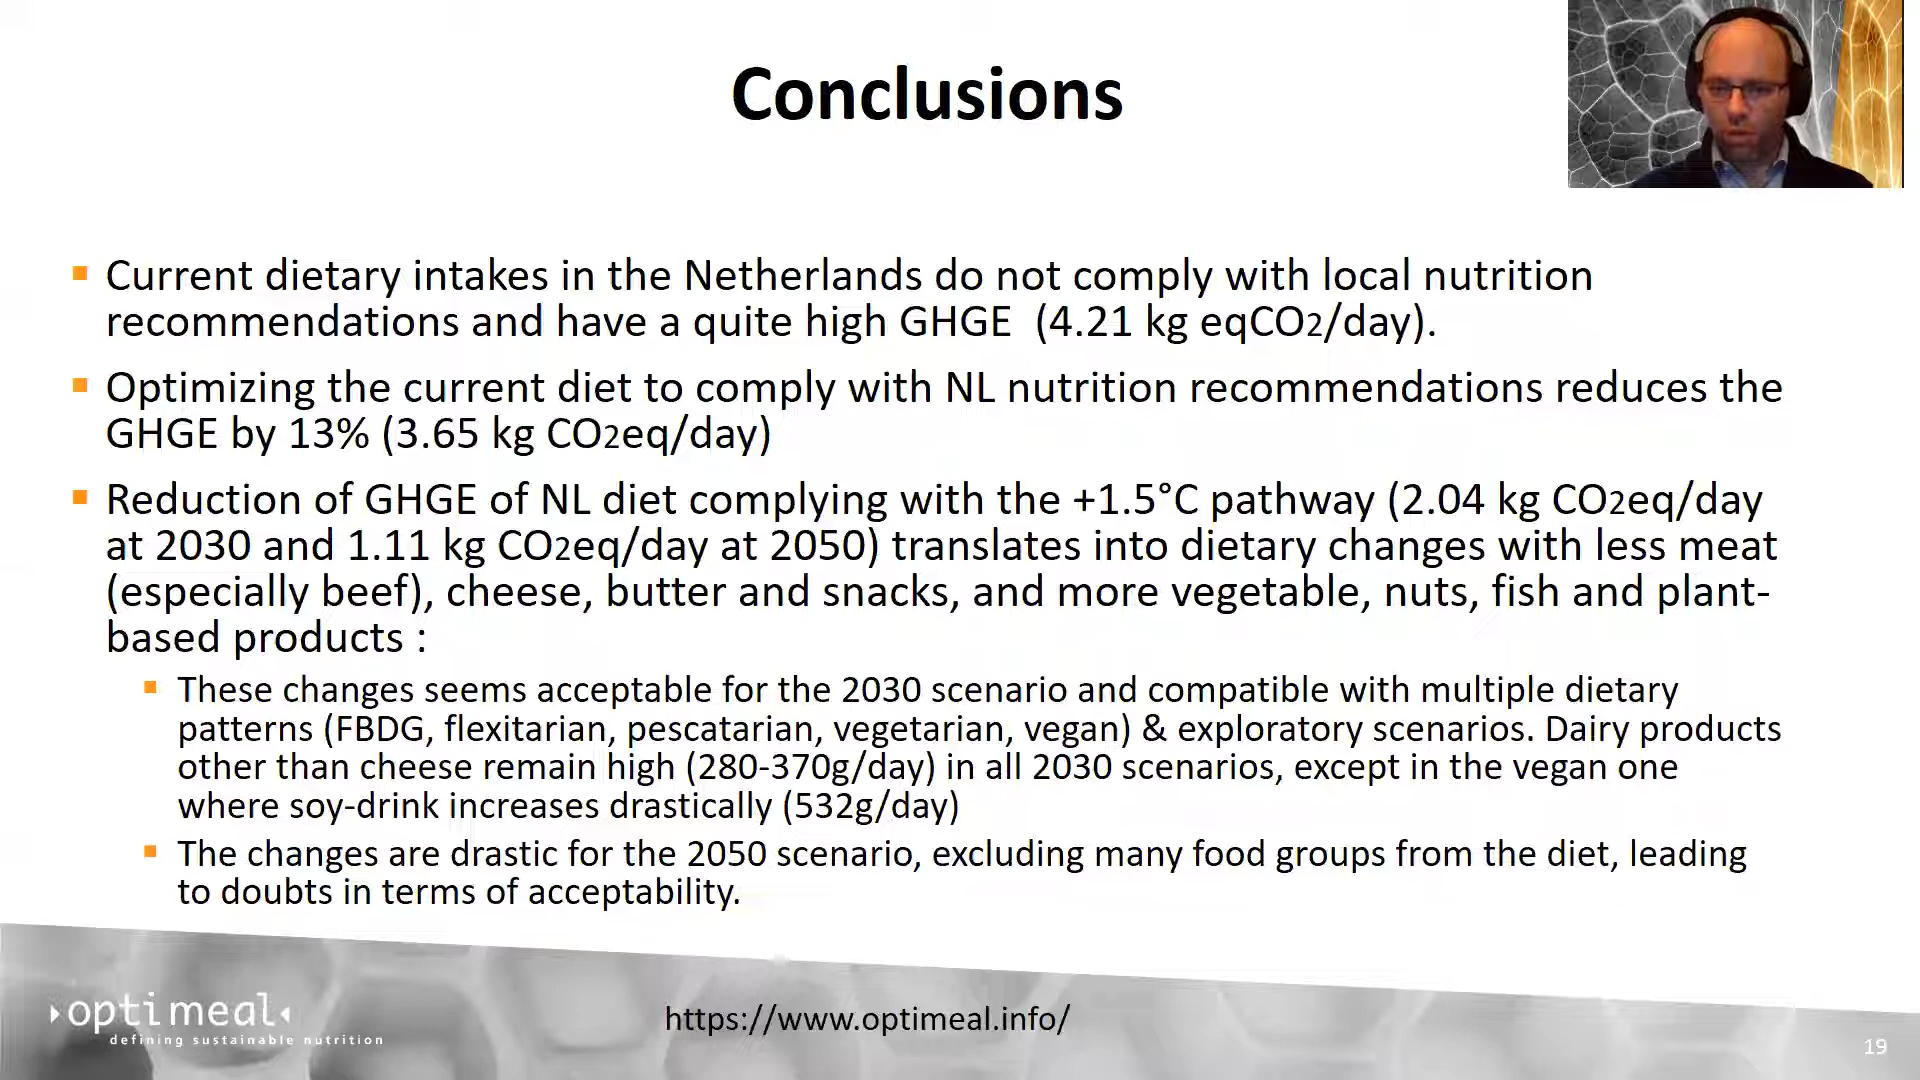 Conclusions
Current dietary intakes in the Netherlands do not comply with local nutrition
recommendations and have a quite high GHGE  (4.21 kg eqCO2/day).
Optimizing the current diet to comply with NL nutrition recommendations reduces the
GHGE by 13% (3.65 kg CO2eq/day)
Reduction of GHGE of NL diet complying with the +1.5°C pathway (2.04 kg CO2eq/day
at 2030 and 1.11 kg CO2eq/day at 2050) translates into dietary changes with less meat
(especially beef), cheese, butter and snacks, and more vegetable, nuts, fish and plant-
based products :
These changes seems acceptable for the 2030 scenario and compatible with multiple dietary
patterns (FBDG, flexitarian, pescatarian, vegetarian, vegan) & exploratory scenarios. Dairy products
other than cheese remain high (280-370g/day) in all 2030 scenarios, except in the vegan one
where soy-drink increases drastically (532g/day)
The changes are drastic for the 2050 scenario, excluding many food groups from the diet, leading
to doubts in terms of acceptability.
optimeal
defining sustainable nutrition
https://www.optimeal.info/
19